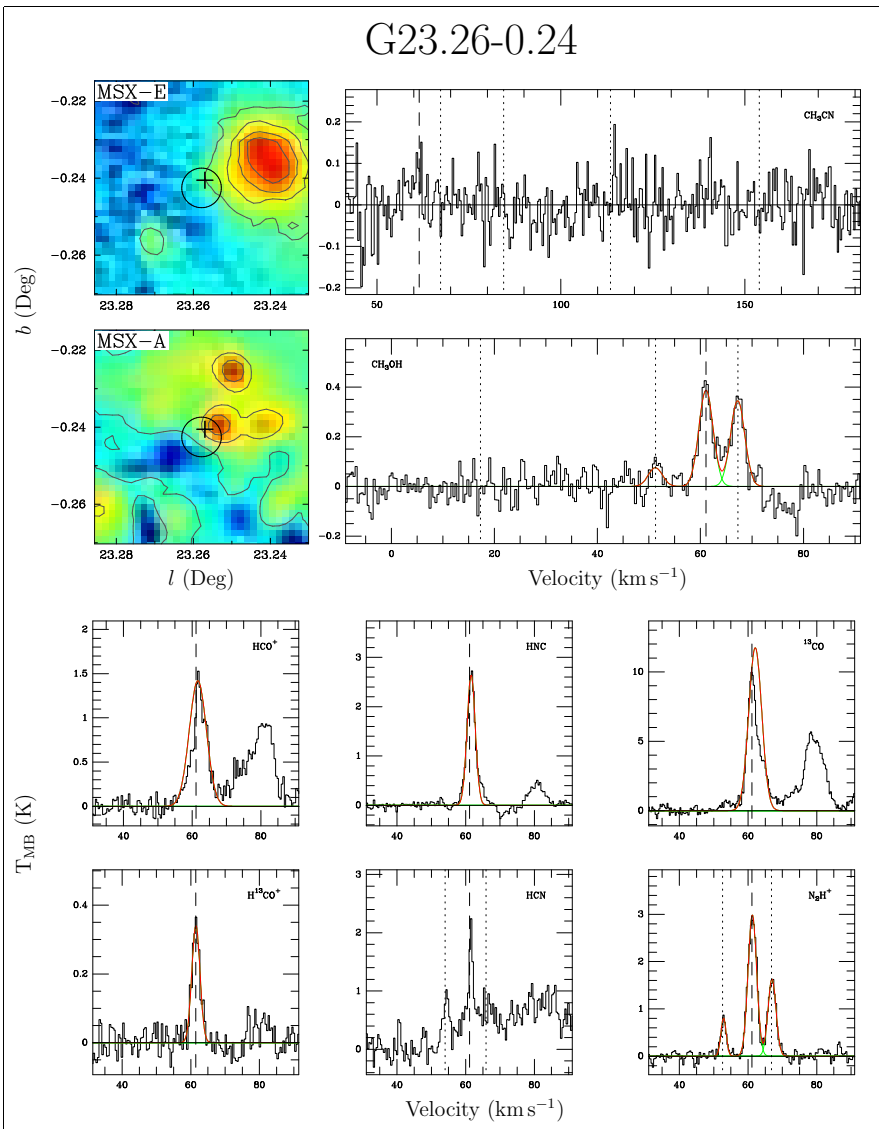 G23.26-0.24
MSX-E
−0.22
−0.24
−0.26
23.28 23.26 23.24
CH₃CN
0.2
0.1
0
−0.1
−0.2
50 100 150
b (Deg)
MSX-A
−0.22
−0.24
−0.26
23.28 23.26 23.24
l (Deg)
CH₃OH
0.4
0.2
0
−0.2
0 20 40 60 80
Velocity (km s⁻¹)
HCO⁺
2
1.5
1
0.5
0
40 60 80
HNC
3
2
1
0
40 60 80
¹³CO
10
5
0
40 60 80
T_MB (K)
H¹³CO⁺
0.4
0.2
0
40 60 80
HCN
3
2
1
0
40 60 80
N₂H⁺
3
2
1
0
40 60 80
Velocity (km s⁻¹)